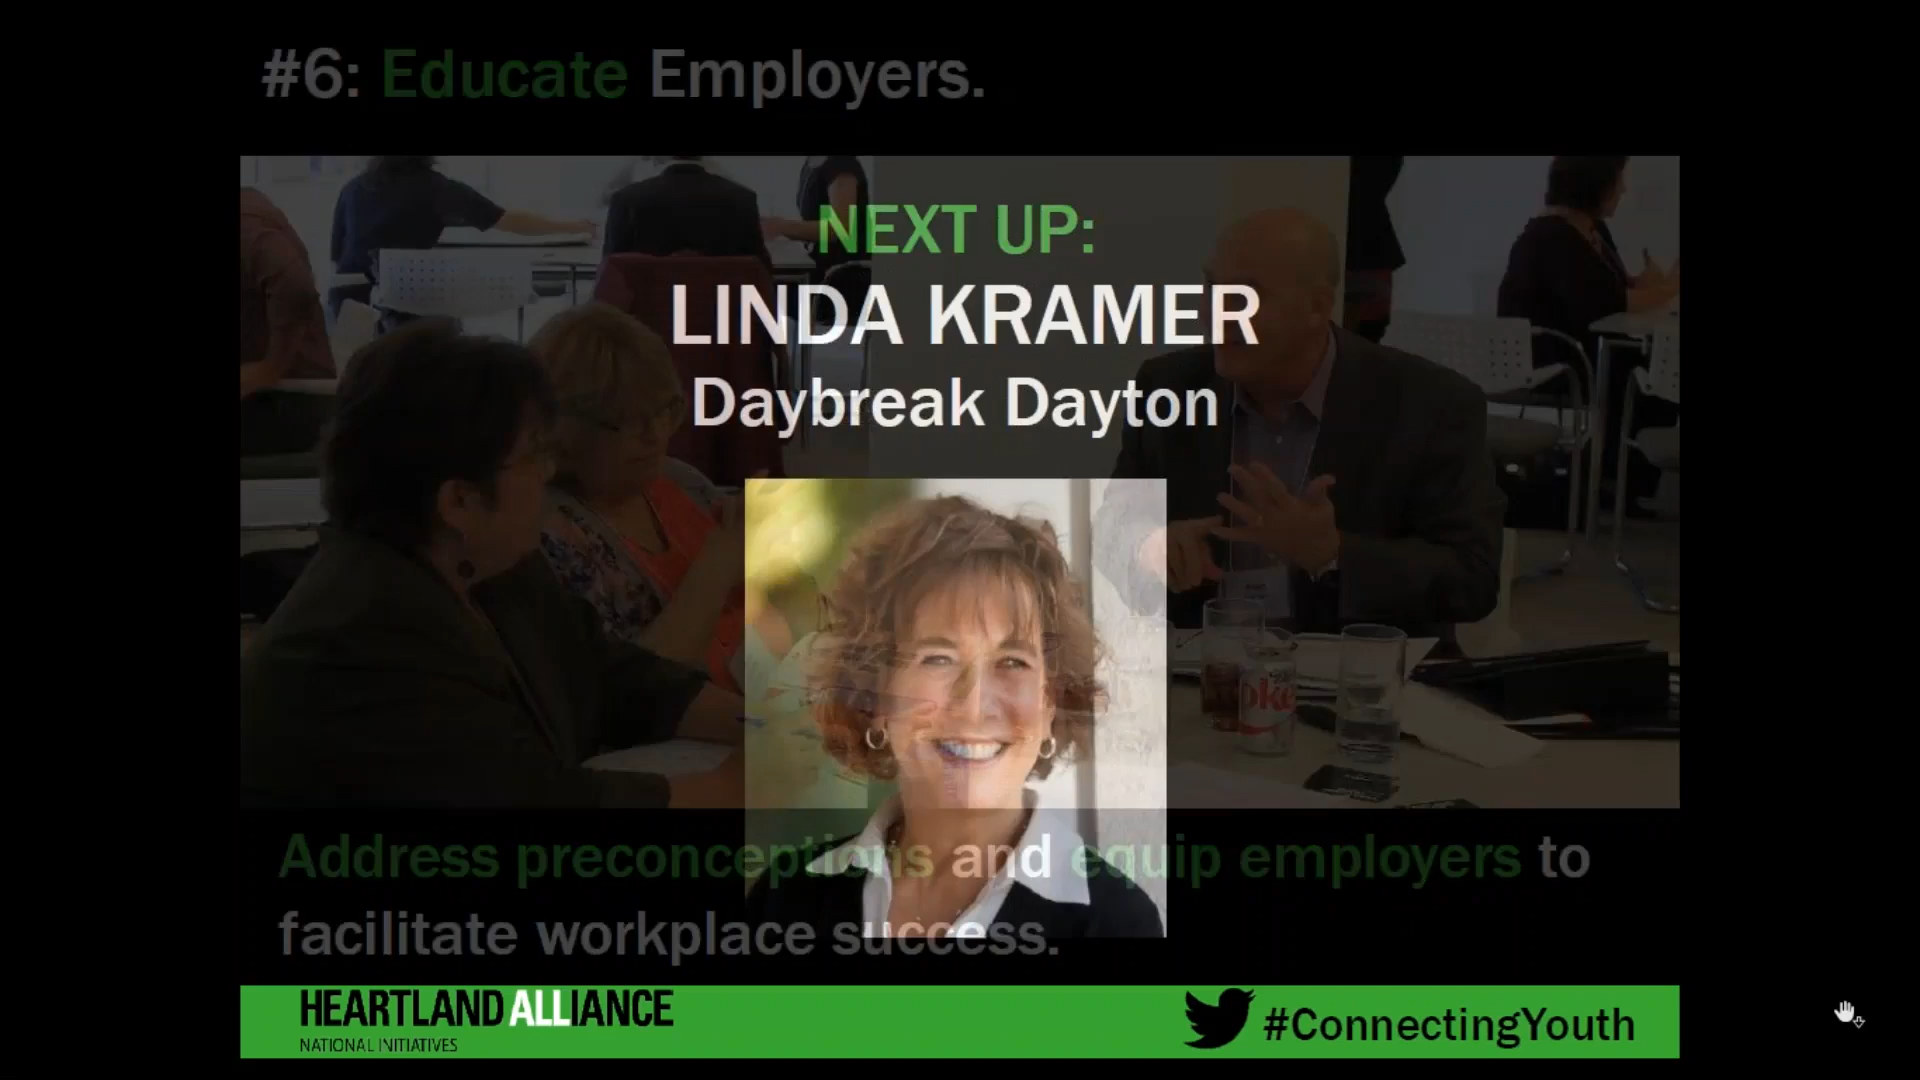 #6: Educate Employers.
NEXT UP:
LINDA KRAMER
Daybreak Dayton
oke
Address preconceptions and equip employers to
facilitate workplace success.
HEARTLAND ALLIANCE
NATIONAL INITIATIVES
#ConnectingYouth